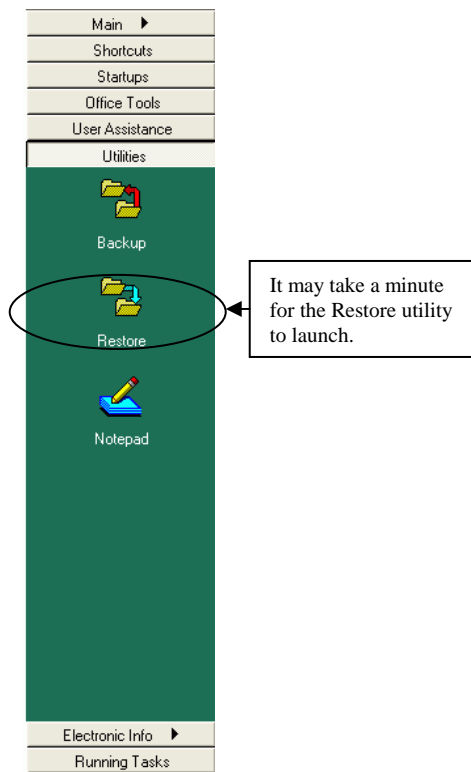 Main
Shortcuts
Startups
Office Tools
User Assistance
Utilities
Backup
Restore
It may take a minute
for the Restore utility
to launch.
Notepad
Electronic Info
Running Tasks